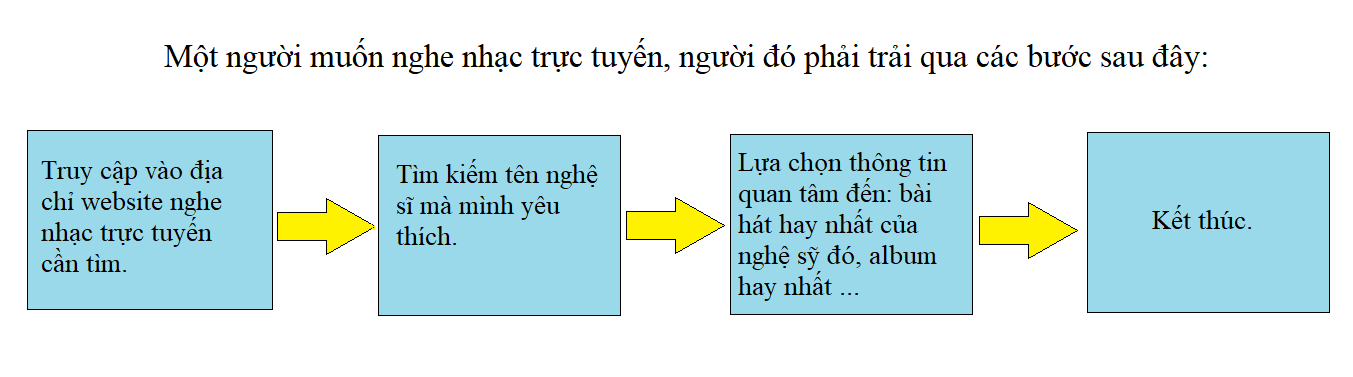 Một người muốn nghe nhạc trực tuyến, người đó phải trải qua các bước sau đây:
Truy cập vào địa
chỉ website nghe
nhạc trực tuyến
cần tìm.
Tìm kiếm tên nghệ
sĩ mà mình yêu
thích.
Lựa chọn thông tin
quan tâm đến: bài
hát hay nhất của
nghệ sỹ đó, album
hay nhất ...
Kết thúc.